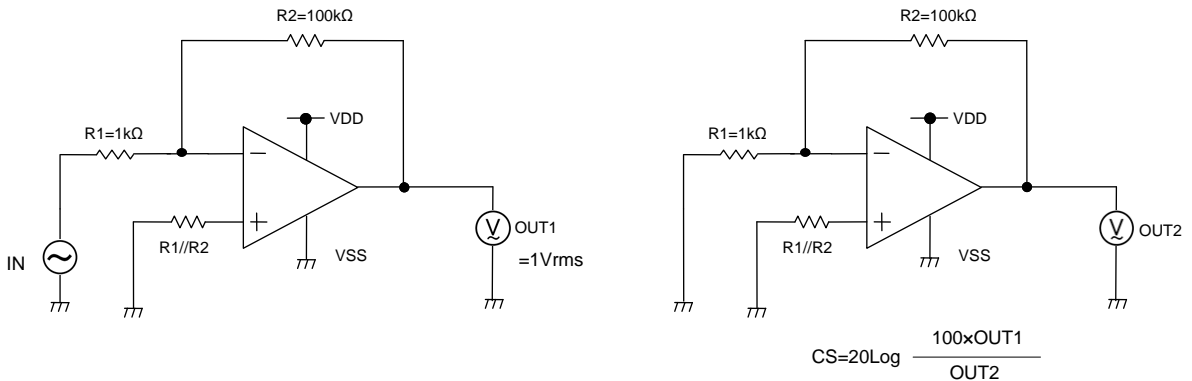 R2=100kΩ
VDD
R1=1kΩ
R1//R2
VSS
IN
OUT1
=1Vrms
R2=100kΩ
VDD
R1=1kΩ
R1//R2
VSS
OUT2
V
V
CS=20Log 100×OUT1
OUT2